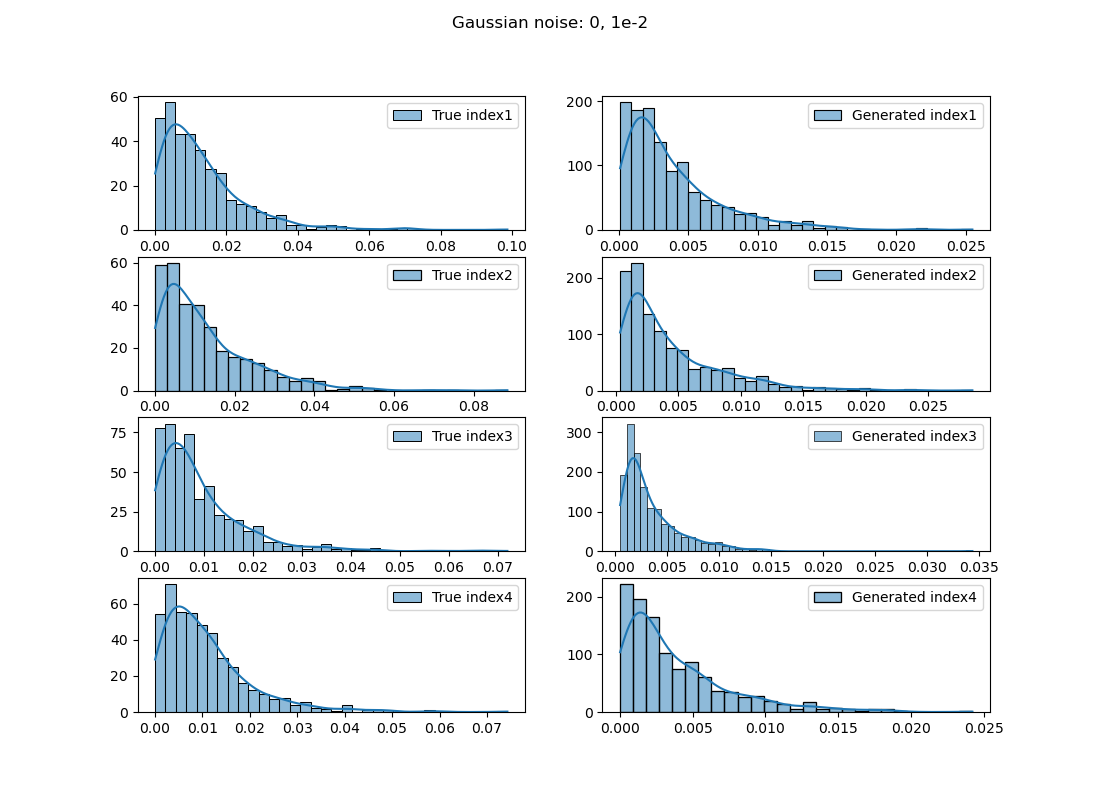 Gaussian noise: 0, 1e-2
60
40
20
0
True index1
0.00 0.02 0.04 0.06 0.08 0.10
200
100
0
Generated index1
0.000 0.005 0.010 0.015 0.020 0.025
60
40
20
0
True index2
0.00 0.02 0.04 0.06 0.08
200
100
0
Generated index2
0.000 0.005 0.010 0.015 0.020 0.025
75
50
25
0
True index3
0.00 0.01 0.02 0.03 0.04 0.05 0.06 0.07
300
200
100
0
Generated index3
0.000 0.005 0.010 0.015 0.020 0.025 0.030 0.035
60
40
20
0
True index4
0.00 0.01 0.02 0.03 0.04 0.05 0.06 0.07
200
100
0
Generated index4
0.000 0.005 0.010 0.015 0.020 0.025